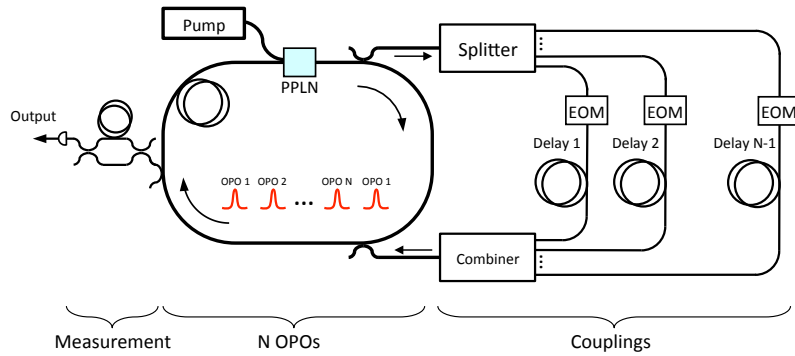 Pump
PPLN
Splitter
EOM EOM EOM
Delay 1 Delay 2 Delay N-1
Output
OPO 1 OPO 2 ... OPO N OPO 1
Combiner
Measurement N OPOs Couplings